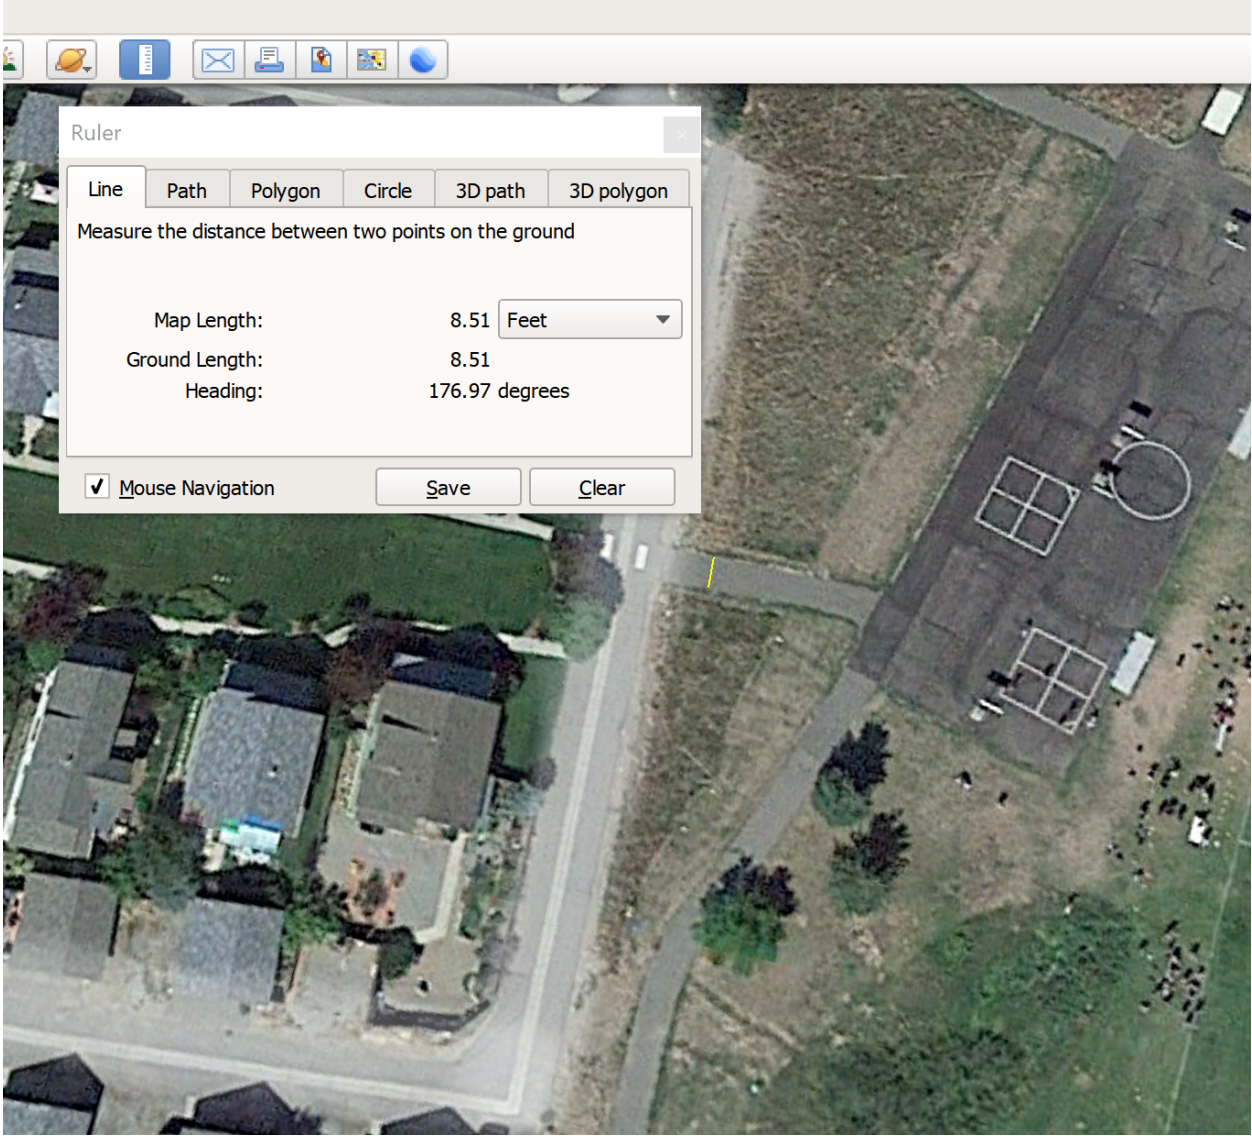 Ruler
Line Path Polygon Circle 3D path 3D polygon
Measure the distance between two points on the ground
Map Length: 8.51 Feet
Ground Length: 8.51
Heading: 176.97 degrees
Mouse Navigation Save Clear